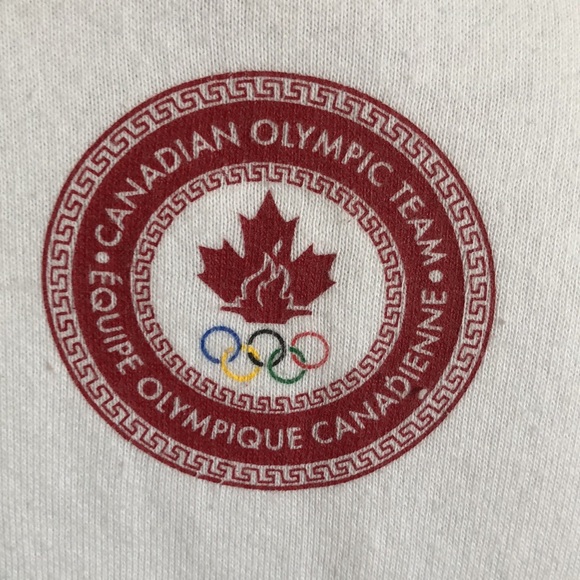 • CANADIAN OLYMPIC TEAM •
ÉQUIPE OLYMPIQUE CANADIENNE